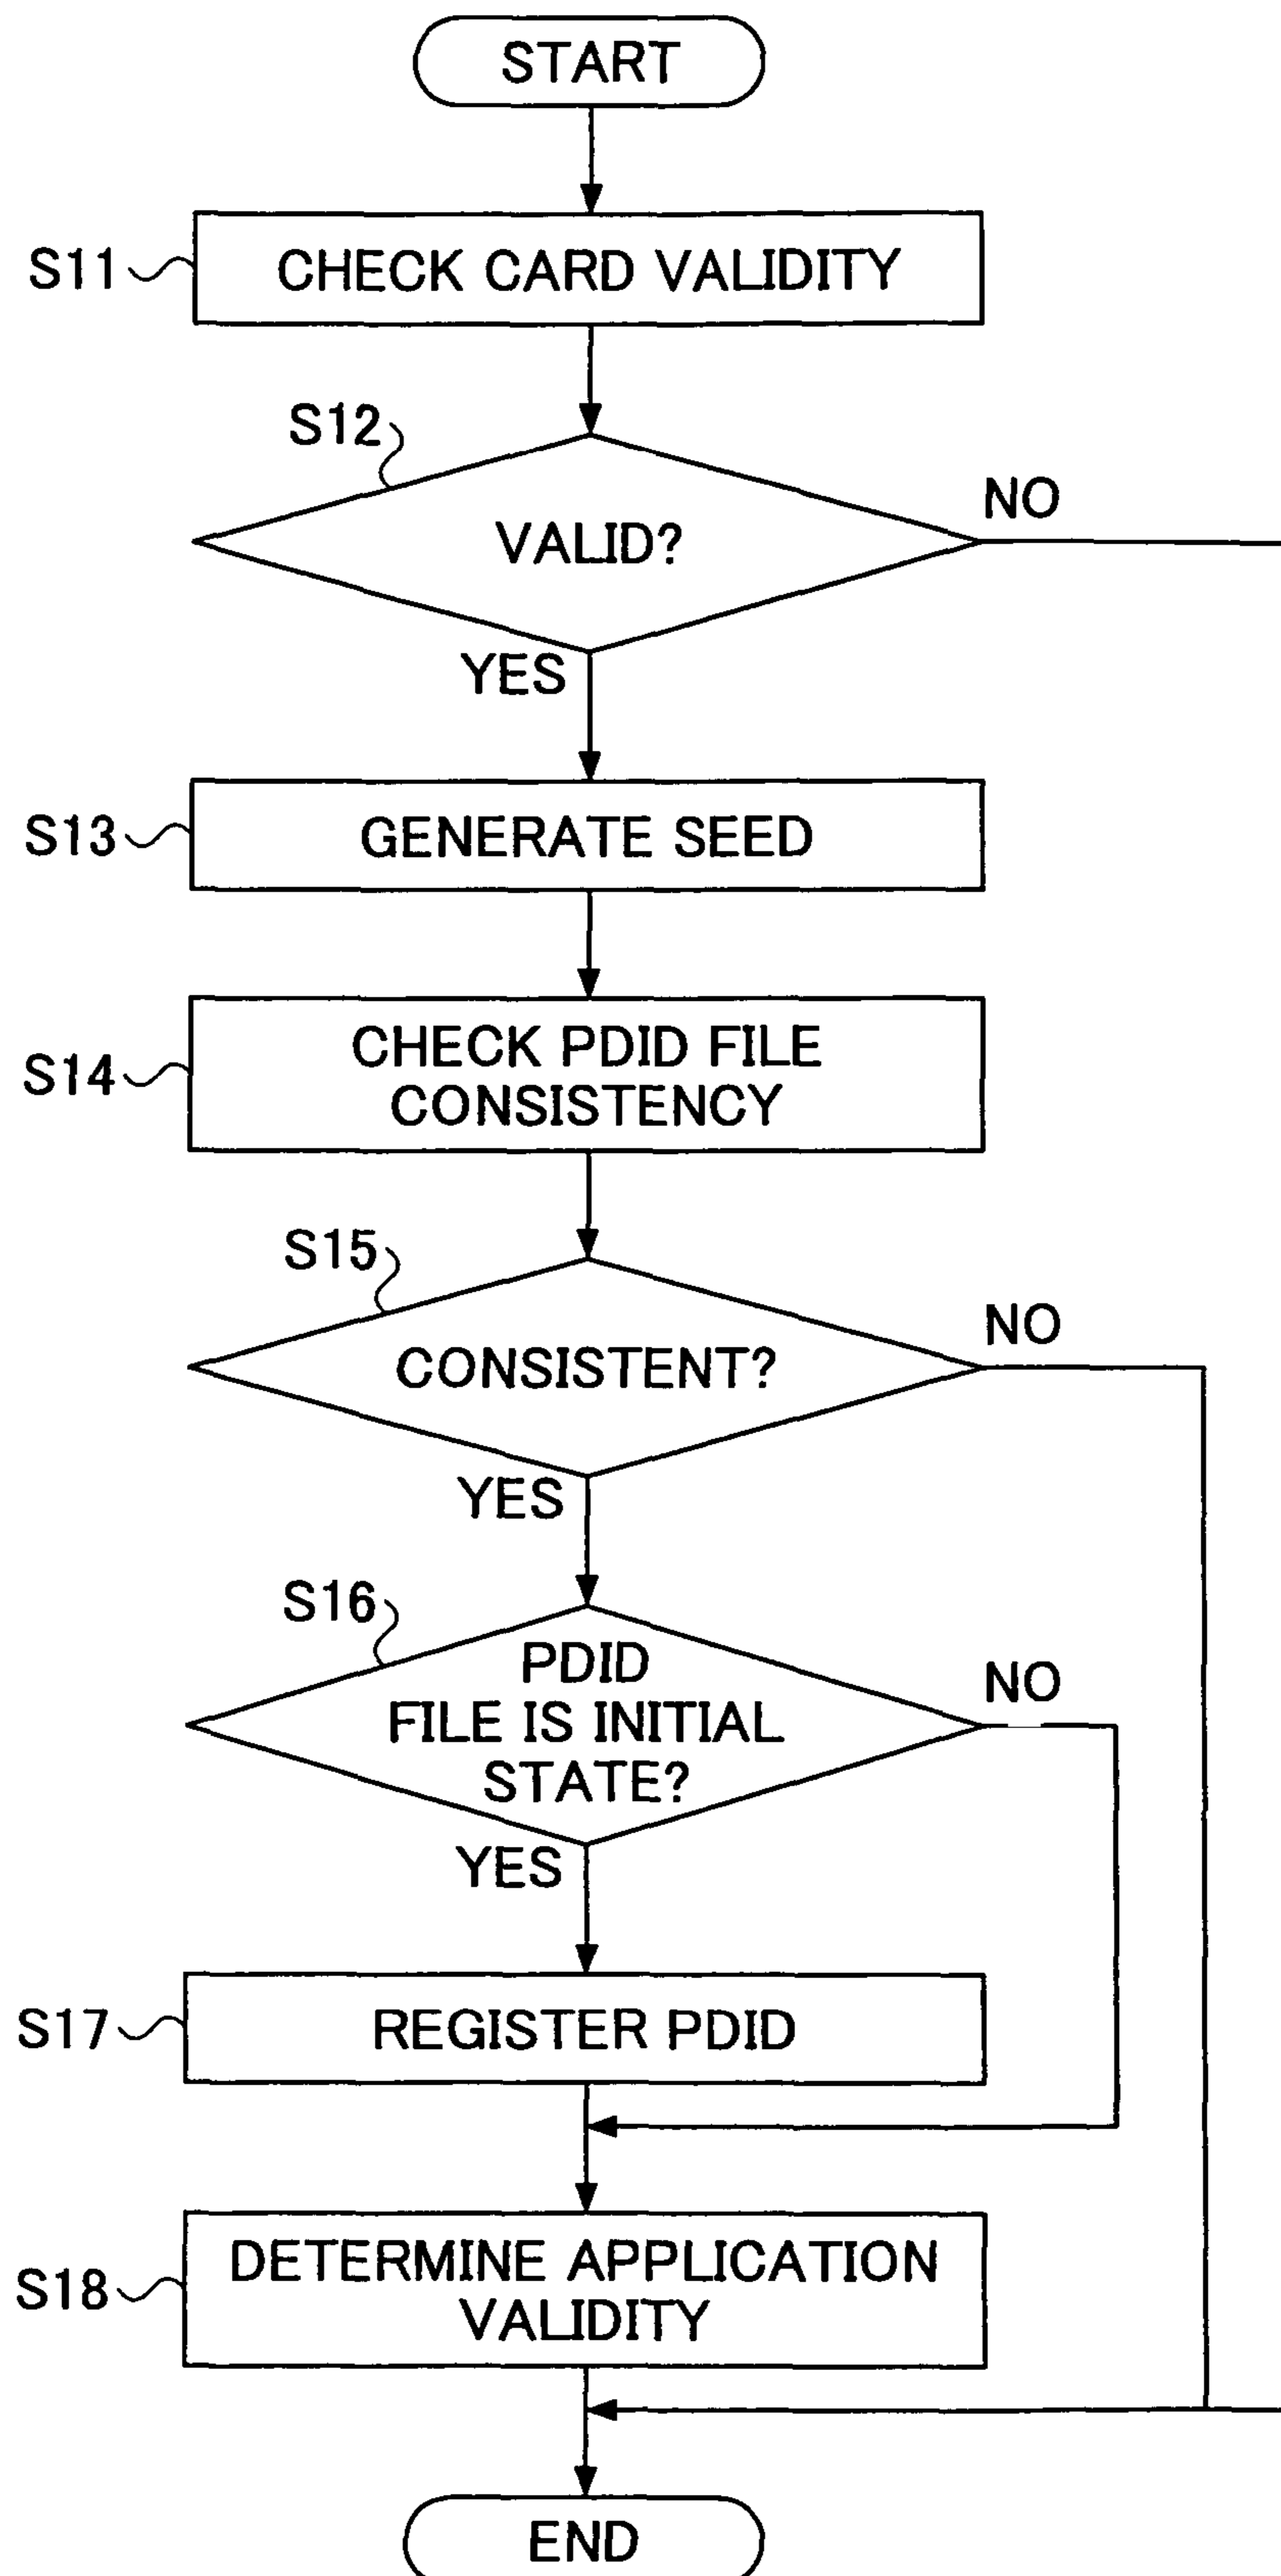 START
S11
CHECK CARD VALIDITY
S12
VALID?
NO
YES
S13
GENERATE SEED
S14
CHECK PDID FILE
CONSISTENCY
S15
CONSISTENT?
NO
YES
S16
PDID
FILE IS INITIAL
STATE?
NO
YES
S17
REGISTER PDID
S18
DETERMINE APPLICATION
VALIDITY
END